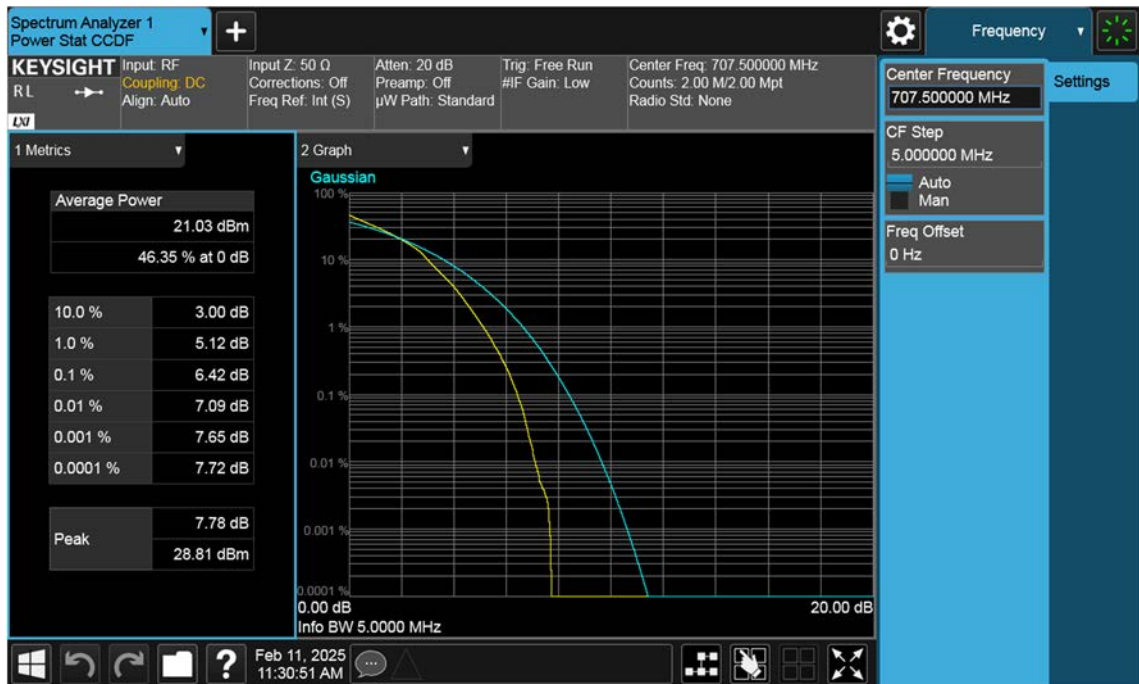 Spectrum Analyzer 1
Power Stat CCDF
▼
+
Frequency
▼
KEYSIGHT
R L
LXI
Input: RF
Coupling: DC
Align: Auto
Input Z: 50 Ω
Corrections: Off
Freq Ref: Int (S)
Atten: 20 dB
Preamp: Off
µW Path: Standard
Trig: Free Run
#IF Gain: Low
Center Freq: 707.500000 MHz
Counts: 2.00 M/2.00 Mpt
Radio Std: None
Center Frequency
707.500000 MHz
Settings
CF Step
5.000000 MHz
Auto
Man
Freq Offset
0 Hz
1 Metrics
▼
Average Power
21.03 dBm
46.35 % at 0 dB
10.0 % 3.00 dB
1.0 % 5.12 dB
0.1 % 6.42 dB
0.01 % 7.09 dB
0.001 % 7.65 dB
0.0001 % 7.72 dB
Peak
7.78 dB
28.81 dBm
2 Graph
▼
Gaussian
100 %
10 %
1 %
0.1 %
0.01 %
0.001 %
0.0001 %
0.00 dB
20.00 dB
Info BW 5.0000 MHz
?
Feb 11, 2025
11:30:51 AM